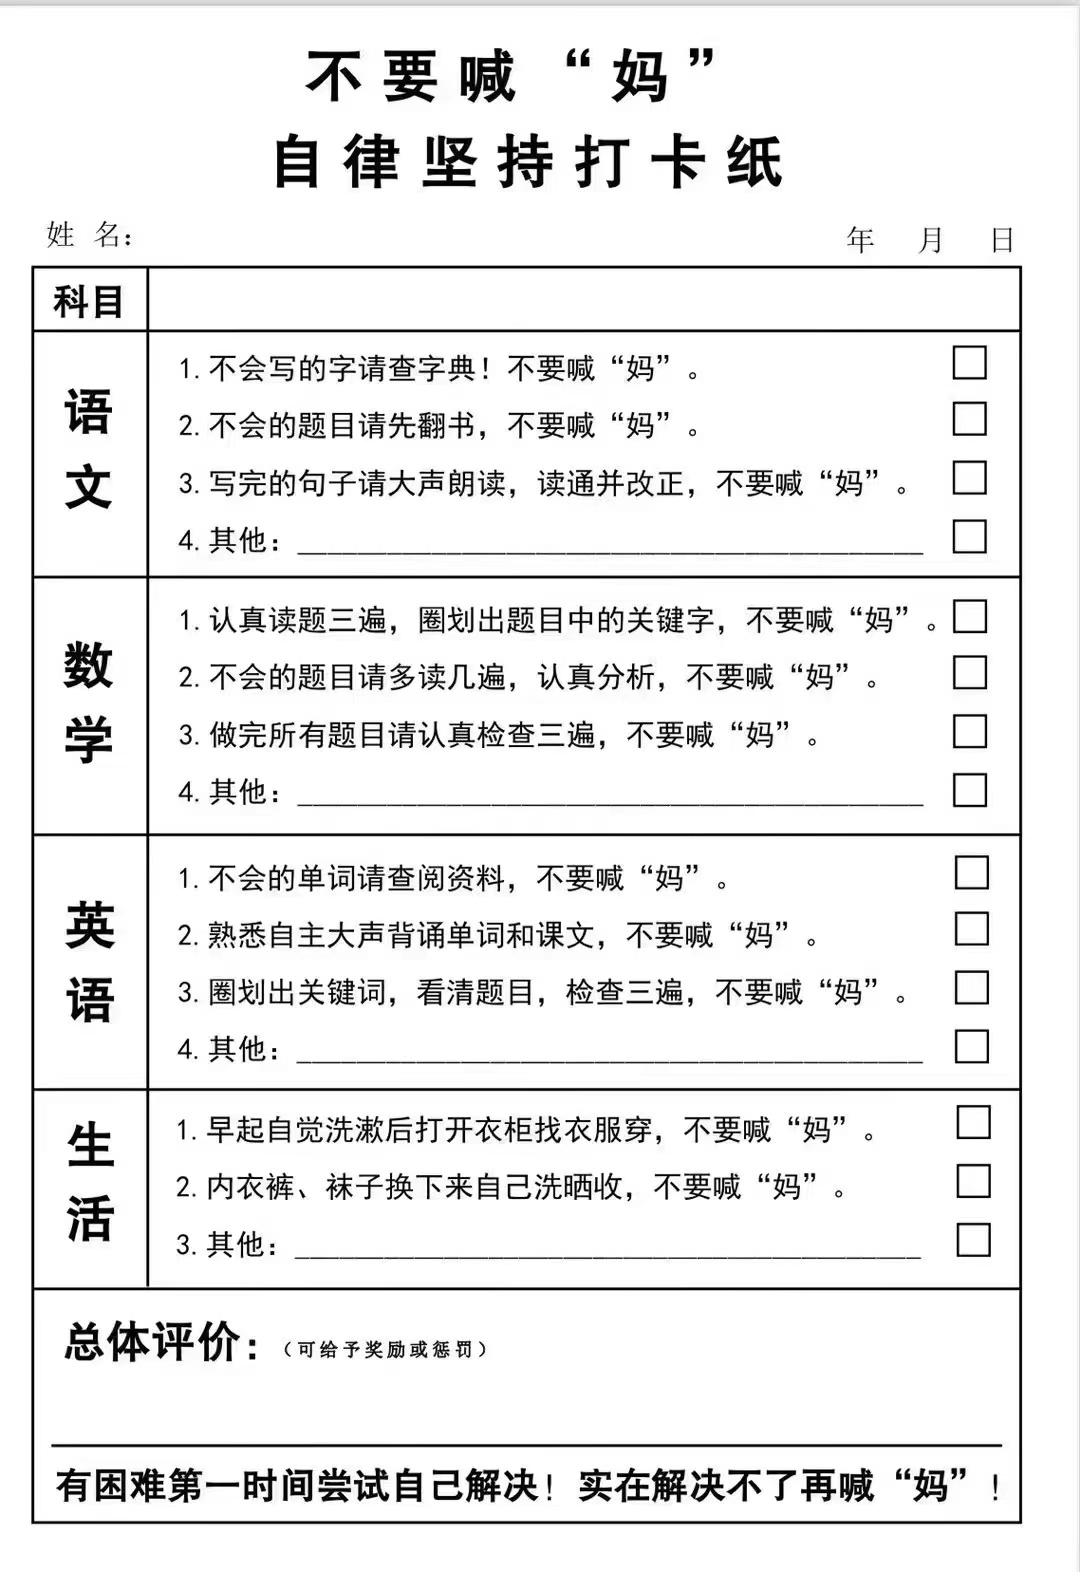 不要喊“妈”
自律坚持打卡纸
姓 名：
年 月 日
科目
语文
1.不会写的字请查字典！不要喊“妈”。
2.不会的题目请先翻书，不要喊“妈”。
3.写完的句子请大声朗读，读通并改正，不要喊“妈”。
4.其他：__________________________________________
数学
1.认真读题三遍，圈划出题目中的关键字，不要喊“妈”。
2.不会的题目请多读几遍，认真分析，不要喊“妈”。
3.做完所有题目请认真检查三遍，不要喊“妈”。
4.其他：__________________________________________
英语
1.不会的单词请查阅资料，不要喊“妈”。
2.熟悉自主大声背诵单词和课文，不要喊“妈”。
3.圈划出关键词，看清题目，检查三遍，不要喊“妈”。
4.其他：__________________________________________
生活
1.早起自觉洗漱后打开衣柜找衣服穿，不要喊“妈”。
2.内衣裤、袜子换下来自己洗晒收，不要喊“妈”。
3.其他：__________________________________________
总体评价：（可给予奖励或惩罚）
有困难第一时间尝试自己解决！实在解决不了再喊“妈”！